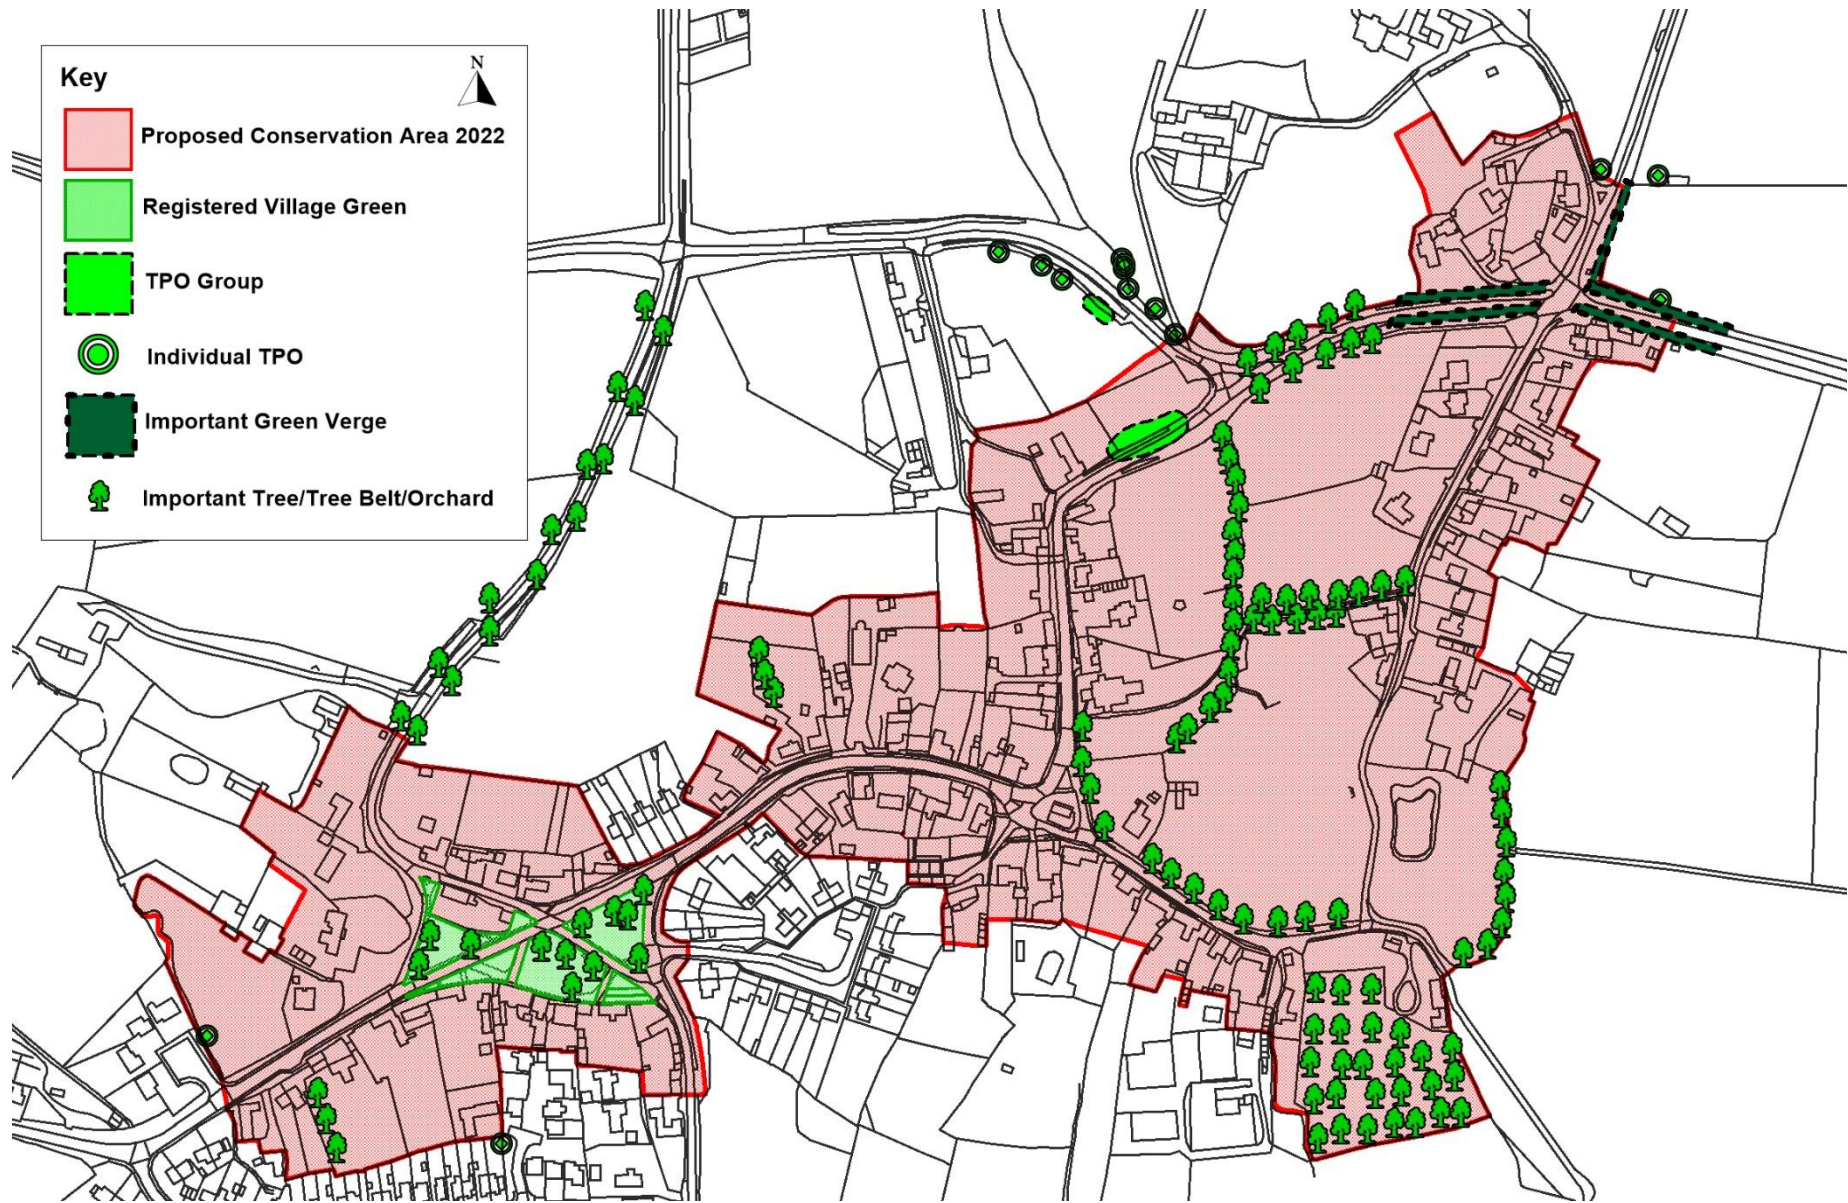 Key
N
Proposed Conservation Area 2022
Registered Village Green
TPO Group
Individual TPO
Important Green Verge
Important Tree/Tree Belt/Orchard